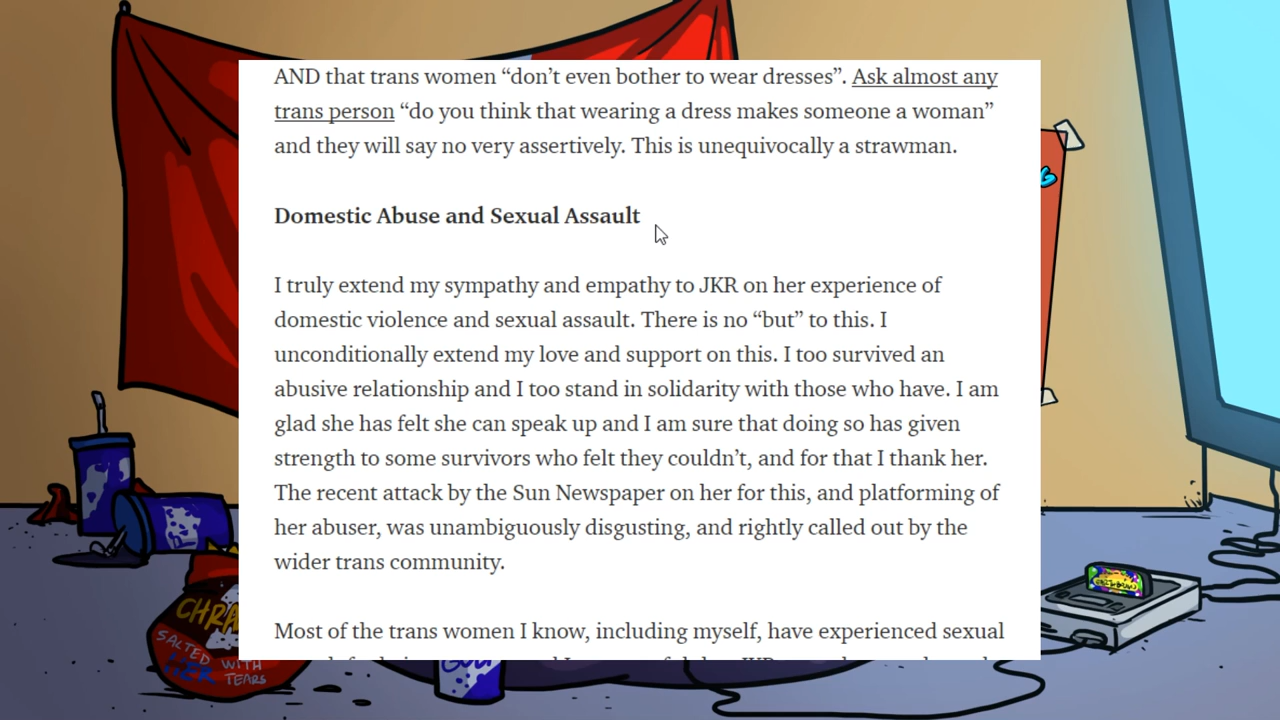 AND that trans women “don’t even bother to wear dresses”. Ask almost any
trans person “do you think that wearing a dress makes someone a woman”
and they will say no very assertively. This is unequivocally a strawman.
Domestic Abuse and Sexual Assault
I truly extend my sympathy and empathy to JKR on her experience of
domestic violence and sexual assault. There is no “but” to this. I
unconditionally extend my love and support on this. I too survived an
abusive relationship and I too stand in solidarity with those who have. I am
glad she has felt she can speak up and I am sure that doing so has given
strength to some survivors who felt they couldn’t, and for that I thank her.
The recent attack by the Sun Newspaper on her for this, and platforming of
her abuser, was unambiguously disgusting, and rightly called out by the
wider trans community.
Most of the trans women I know, including myself, have experienced sexual
SALTED
WITH
HER
TEARS